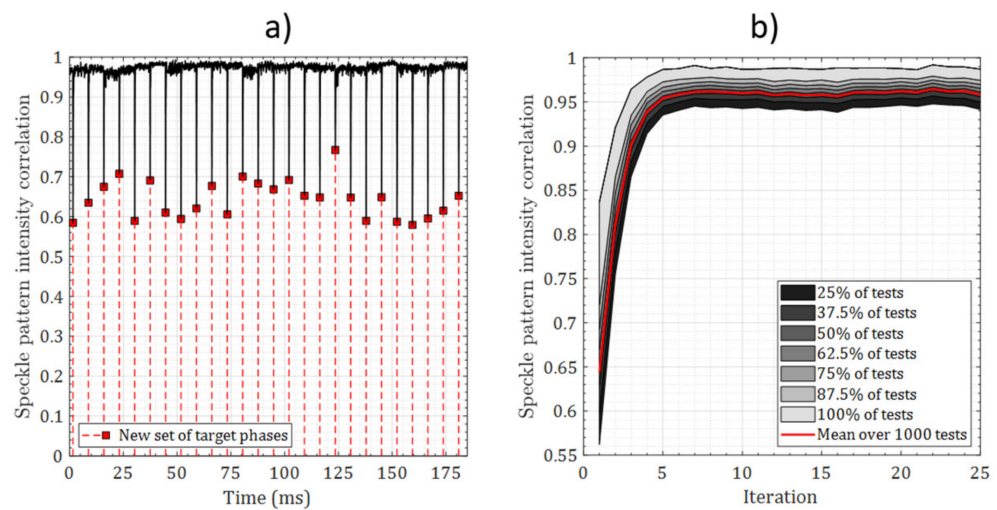 a)
Speckle pattern intensity correlation
1
0.9
0.8
0.7
0.6
0.5
0.4
0.3
0.2
0.1
0
New set of target phases
0 25 50 75 100 125 150 175
Time (ms)
b)
Speckle pattern intensity correlation
1
0.95
0.9
0.85
0.8
0.75
0.7
0.65
0.6
0.55
25% of tests
37.5% of tests
50% of tests
62.5% of tests
75% of tests
87.5% of tests
100% of tests
Mean over 1000 tests
5 10 15 20 25
Iteration